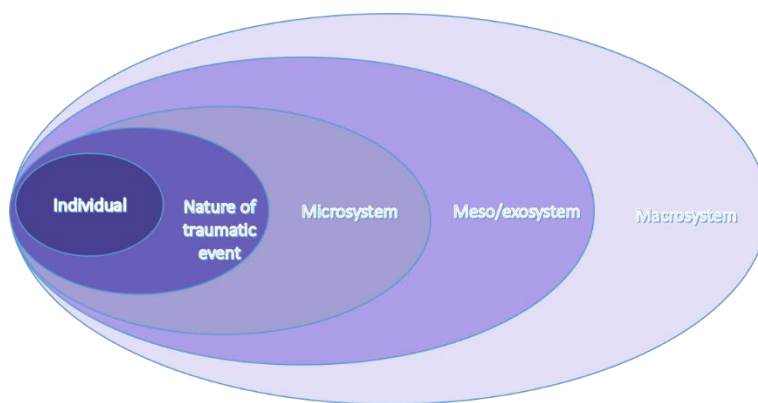 Individual
Nature of
traumatic
event
Microsystem
Meso/exosystem
Macrosystem